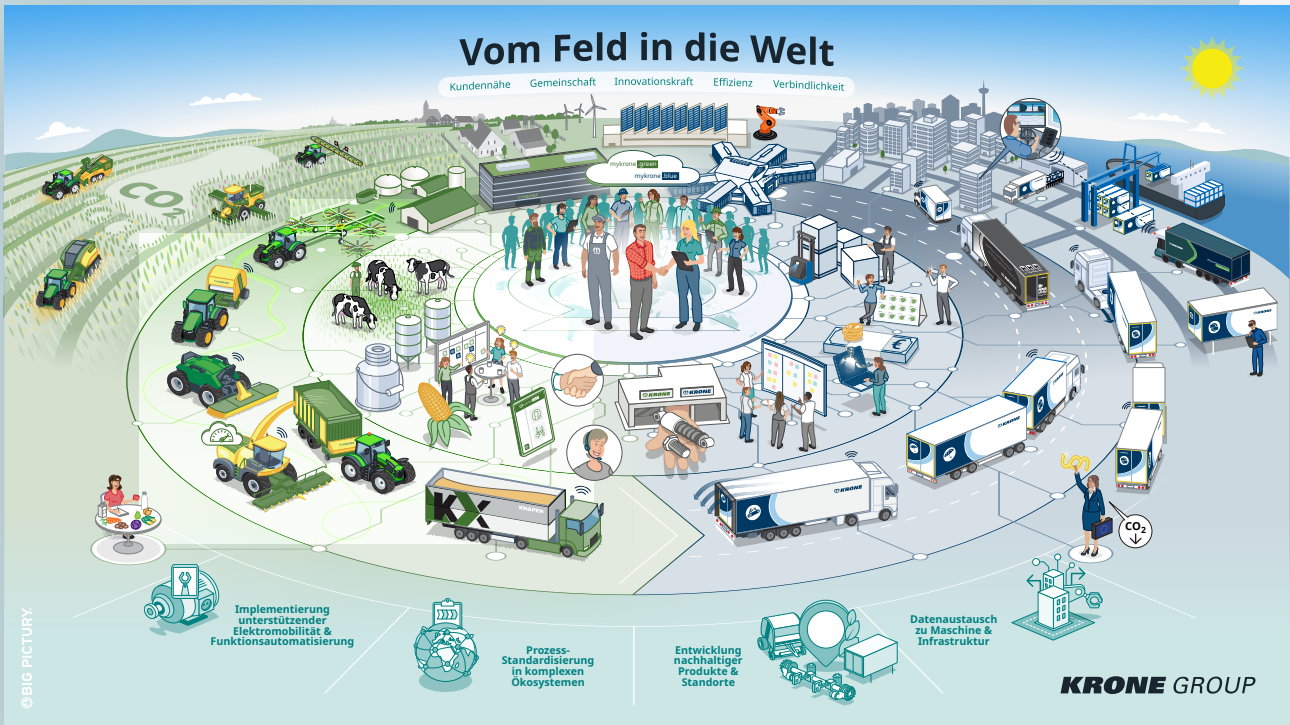 Vom Feld in die Welt
Kundennähe Gemeinschaft Innovationskraft Effizienz Verbindlichkeit
mykrone.green
mykrone.blue
CO2
KRONE KRONE
KX
KNAPEN
KRONE
KRONE
CO2
Implementierung
unterstützender
Elektromobilität &
Funktionsautomatisierung
Prozess-
Standardisierung
in komplexen
Ökosystemen
Entwicklung
nachhaltiger
Produkte &
Standorte
Datenaustausch
zu Maschine &
Infrastruktur
© BIG PICTURY.
KRONE GROUP